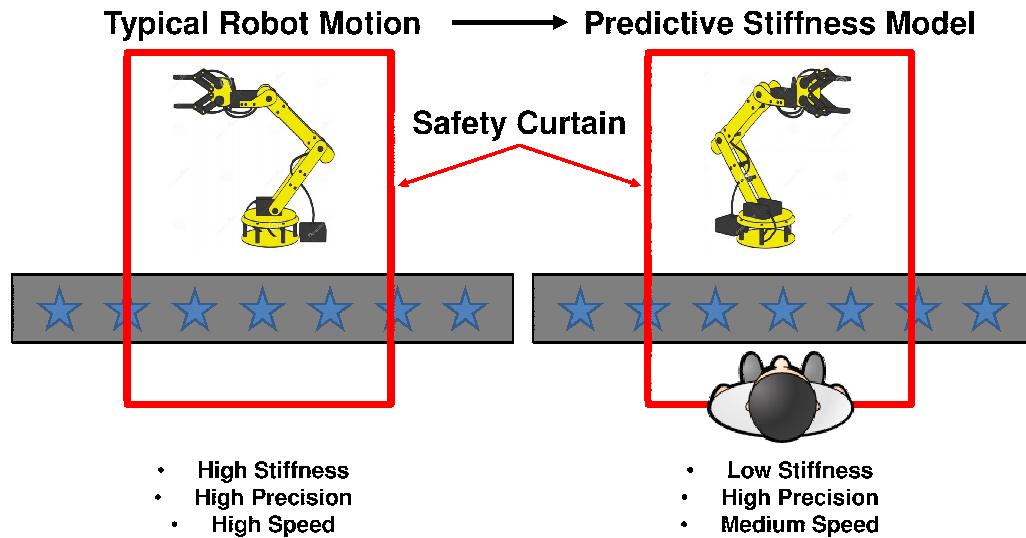 Typical Robot Motion
Predictive Stiffness Model
Safety Curtain
• High Stiffness
• High Precision
• High Speed
• Low Stiffness
• High Precision
• Medium Speed